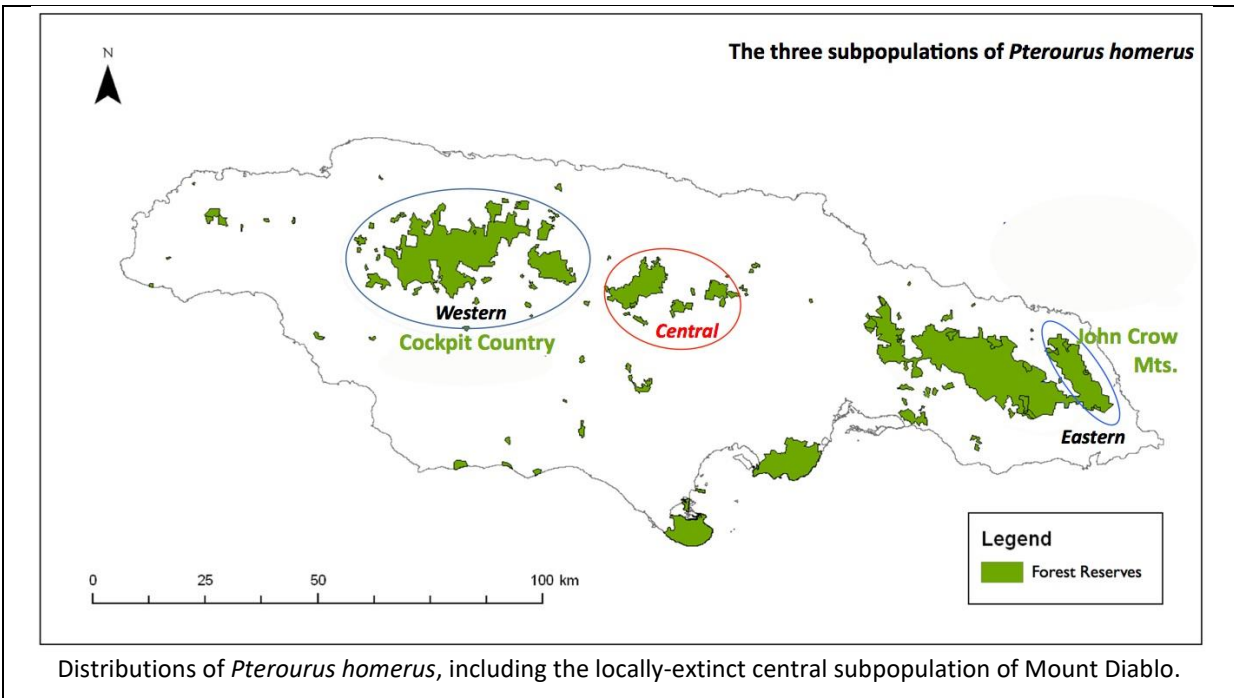 The three subpopulations of Pterourus homerus
N
Western
Cockpit Country
Central
John Crow
Mts.
Eastern
Legend
Forest Reserves
0 25 50 100 km
Distributions of Pterourus homerus, including the locally-extinct central subpopulation of Mount Diablo.